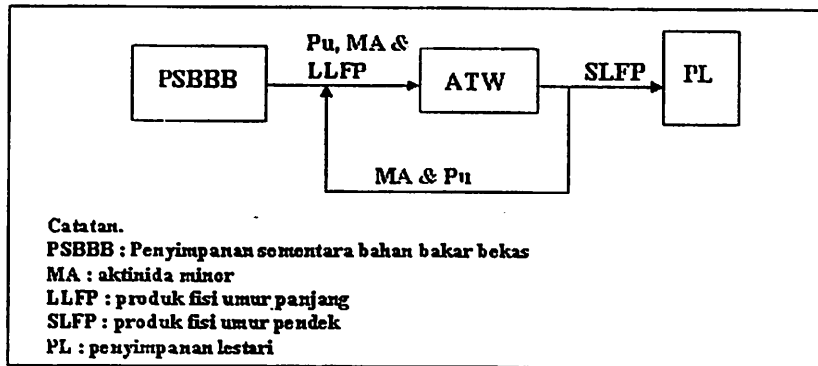 Pu, MA &
LLFP
PSBBB
ATW
SLFP
PL
MA & Pu
Catatan.
PSBBB : Penyimpanan sementara bahan bakar bekas
MA : aktinida minor
LLFP : produk fisi umur panjang
SLFP : produk fisi umur pendek
PL : penyimpanan lestari